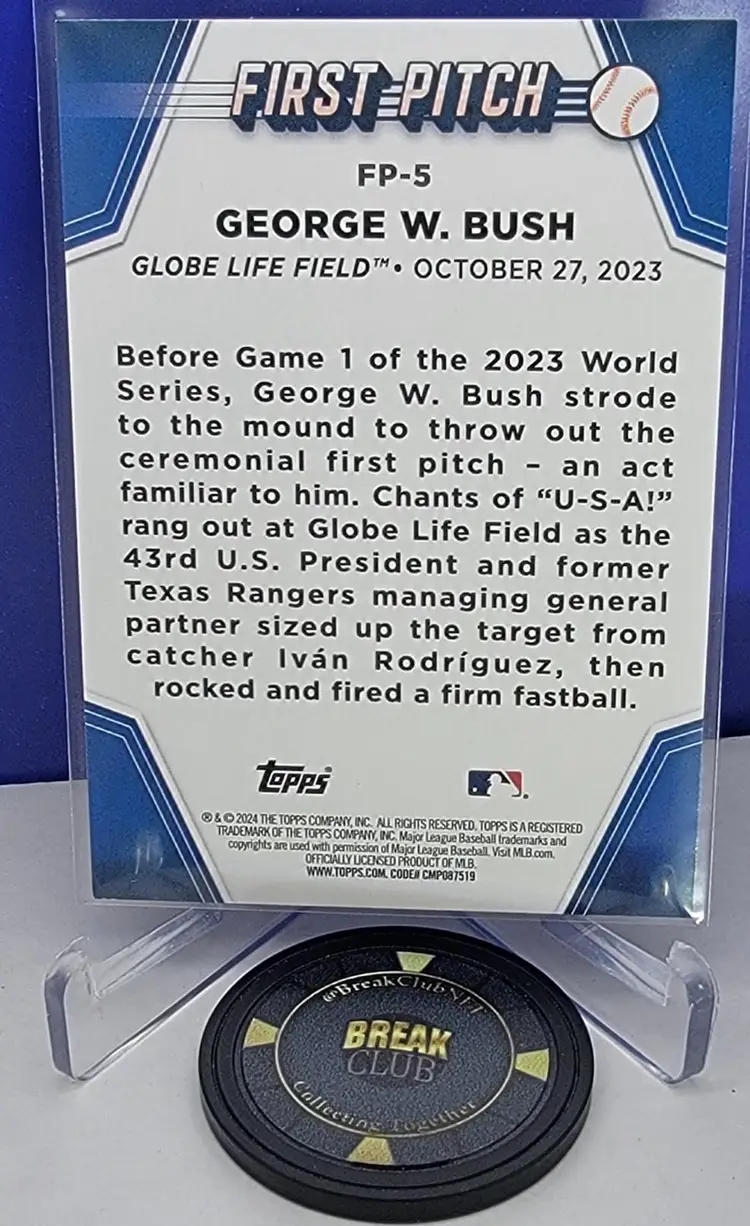 FIRST PITCH
FP-5
GEORGE W. BUSH
GLOBE LIFE FIELD™ • OCTOBER 27, 2023
Before Game 1 of the 2023 World
Series, George W. Bush strode
to the mound to throw out the
ceremonial first pitch – an act
familiar to him. Chants of “U-S-A!”
rang out at Globe Life Field as the
43rd U.S. President and former
Texas Rangers managing general
partner sized up the target from
catcher Iván Rodríguez, then
rocked and fired a firm fastball.
topps®
® & © 2024 THE TOPPS COMPANY, INC. ALL RIGHTS RESERVED. TOPPS IS A REGISTERED
TRADEMARK OF THE TOPPS COMPANY, INC. Major League Baseball trademarks and
copyrights are used with permission of Major League Baseball. Visit MLB.com.
OFFICIALLY LICENSED PRODUCT OF MLB.
WWW.TOPPS.COM. CODE# CMP087519
@BreakClubNFT
BREAK
CLUB
Collecting Together